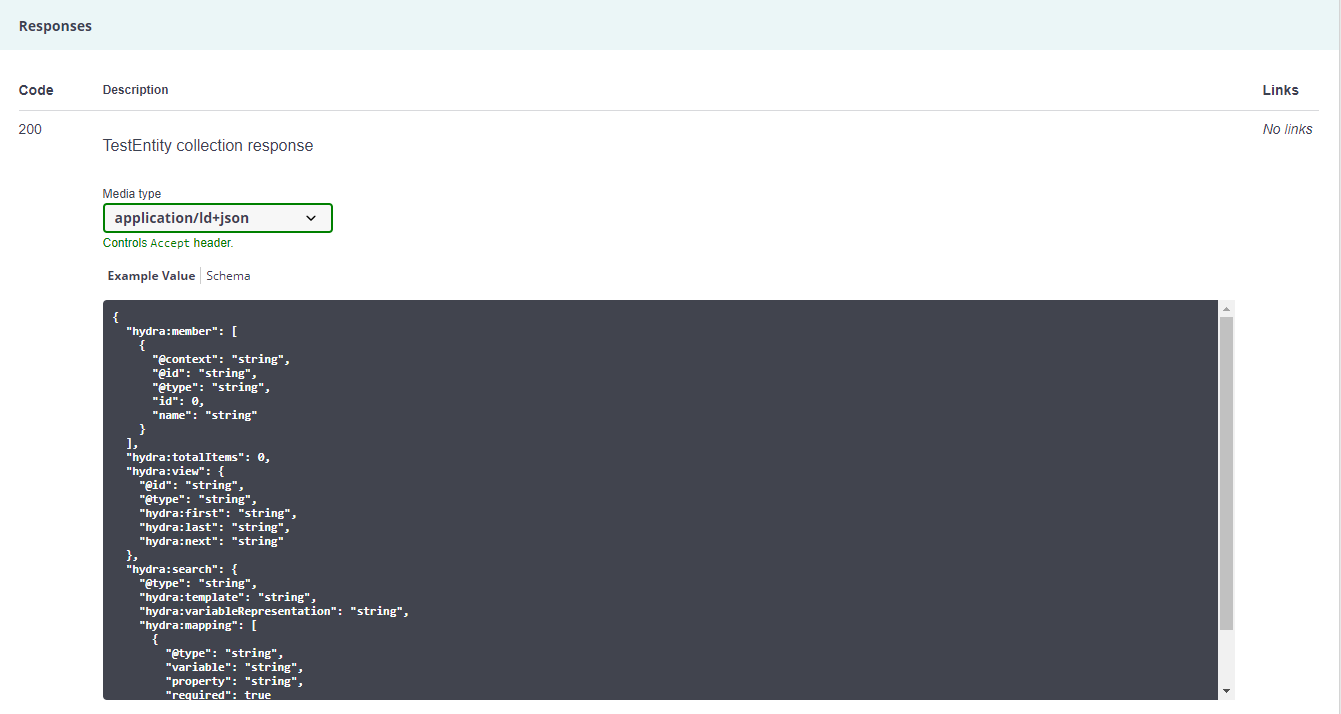 Responses
Code Description Links
200 No links
TestEntity collection response
Media type
application/ld+json
Controls Accept header.
Example Value Schema
{
  "hydra:member": [
    {
      "@context": "string",
      "@id": "string",
      "@type": "string",
      "id": 0,
      "name": "string"
    }
  ],
  "hydra:totalItems": 0,
  "hydra:view": {
    "@id": "string",
    "@type": "string",
    "hydra:first": "string",
    "hydra:last": "string",
    "hydra:next": "string"
  },
  "hydra:search": {
    "@type": "string",
    "hydra:template": "string",
    "hydra:variableRepresentation": "string",
    "hydra:mapping": [
      {
        "@type": "string",
        "variable": "string",
        "property": "string",
        "required": true